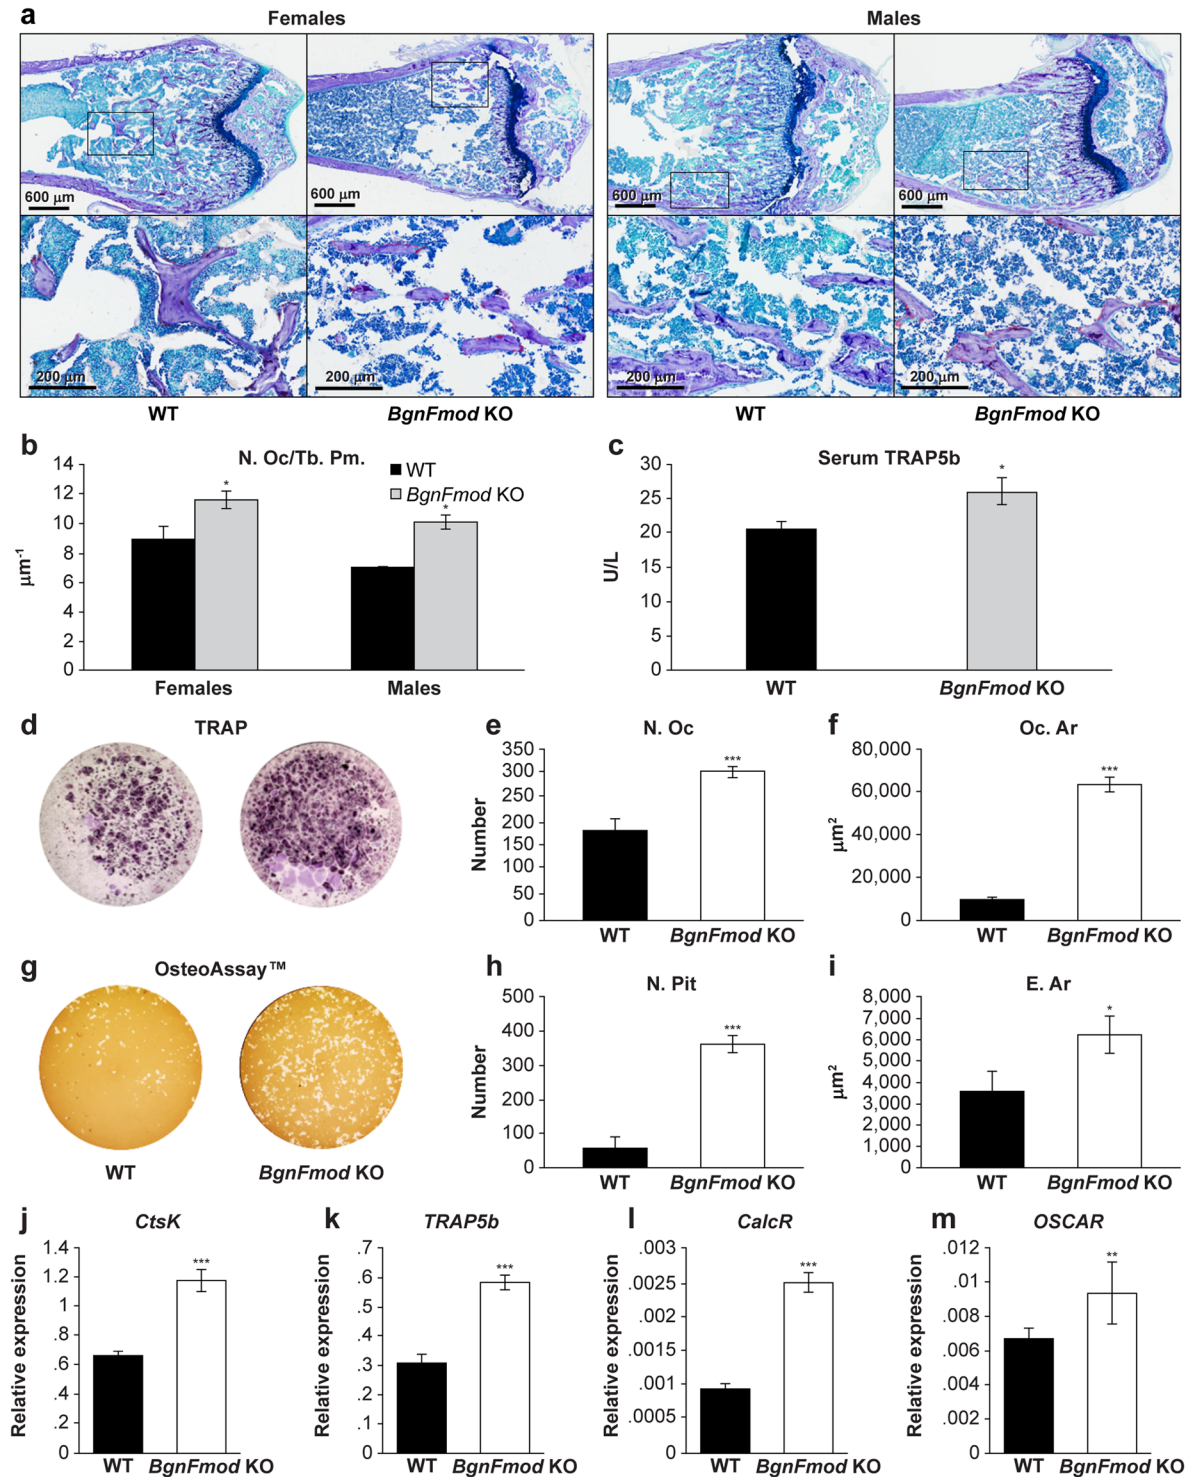 a
Females
Males
600 µm
600 µm
600 µm
600 µm
200 µm
200 µm
200 µm
200 µm
WT
BgnFmod KO
WT
BgnFmod KO
b
N. Oc/Tb. Pm.
WT
BgnFmod KO
µm⁻¹
14
12
10
8
6
4
2
0
*
*
Females
Males
c
Serum TRAP5b
U/L
30
25
20
15
10
25
0
*
WT
BgnFmod KO
d
TRAP
e
N. Oc
Number
350
300
250
200
150
100
50
0
***
WT
BgnFmod KO
f
Oc. Ar
µm²
80,000
60,000
40,000
20,000
0
***
WT
BgnFmod KO
g
OsteoAssay™
WT
BgnFmod KO
h
N. Pit
Number
500
400
300
200
100
0
***
WT
BgnFmod KO
i
E. Ar
µm²
8,000
7,000
6,000
5,000
4,000
3,000
2,000
1,000
0
*
WT
BgnFmod KO
j
CtsK
Relative expression
1.4
1.2
1
.8
.6
.4
.2
0
***
WT
BgnFmod KO
k
TRAP5b
Relative expression
.7
.6
.5
.4
.3
.2
.1
0
***
WT
BgnFmod KO
l
CalcR
Relative expression
.003
.0025
.002
.0015
.001
.0005
0
***
WT
BgnFmod KO
m
OSCAR
Relative expression
.012
.01
.008
.006
.004
.002
0
**
WT
BgnFmod KO